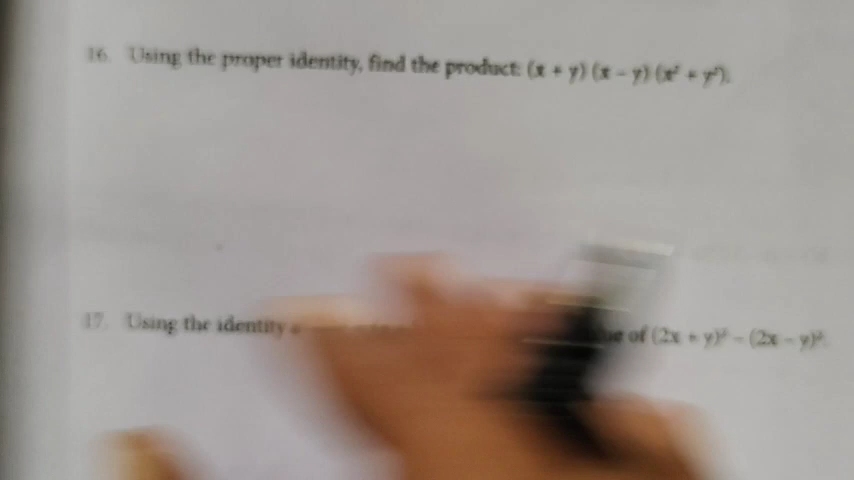 16. Using the proper identity, find the product: (x + y) (x – y) (x² + y²).
17. Using the identity of (2x + y)² – (2x – y)².